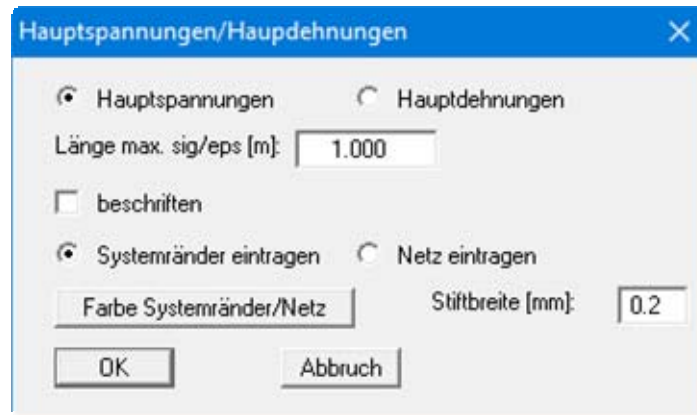 Hauptspannungen/Haupdehnungen
Hauptspannungen Hauptdehnungen
Länge max. sig/eps [m]: 1.000
beschriften
Systemränder eintragen Netz eintragen
Farbe Systemränder/Netz Stiftbreite [mm]: 0.2
OK Abbruch